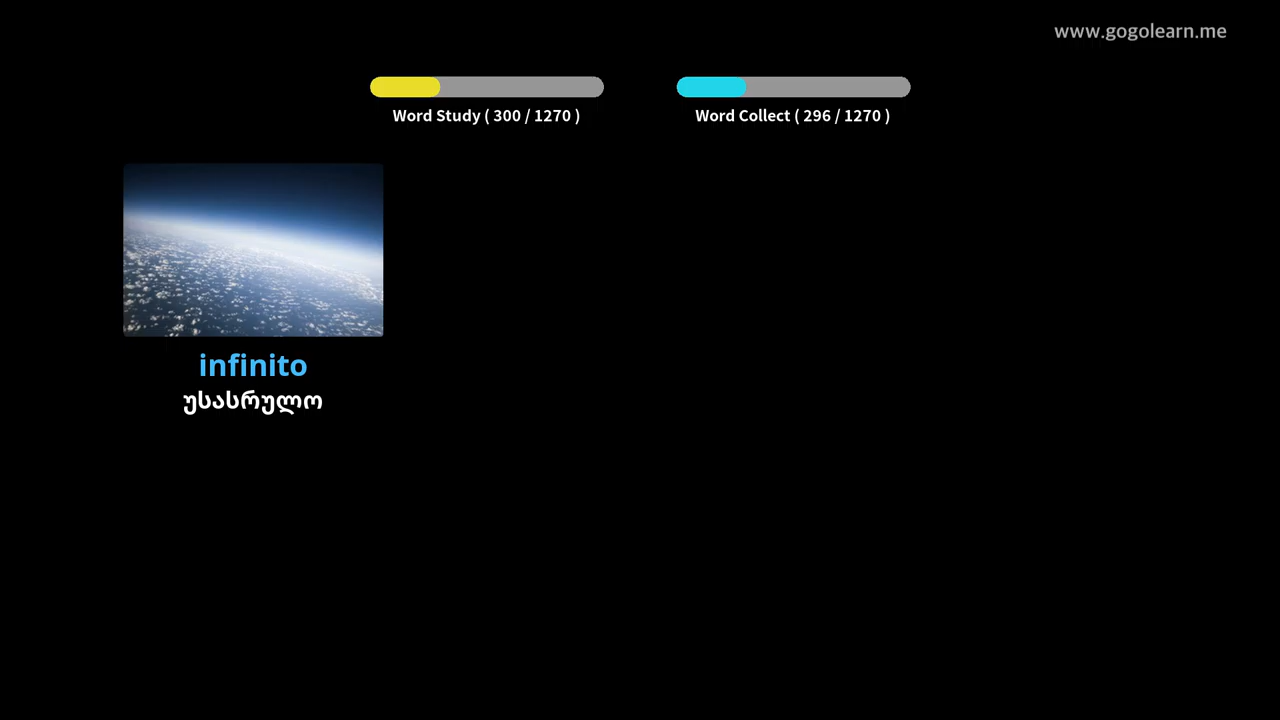 www.gogolearn.me
Word Study ( 300 / 1270 )
Word Collect ( 296 / 1270 )
infinito
უსასრულო